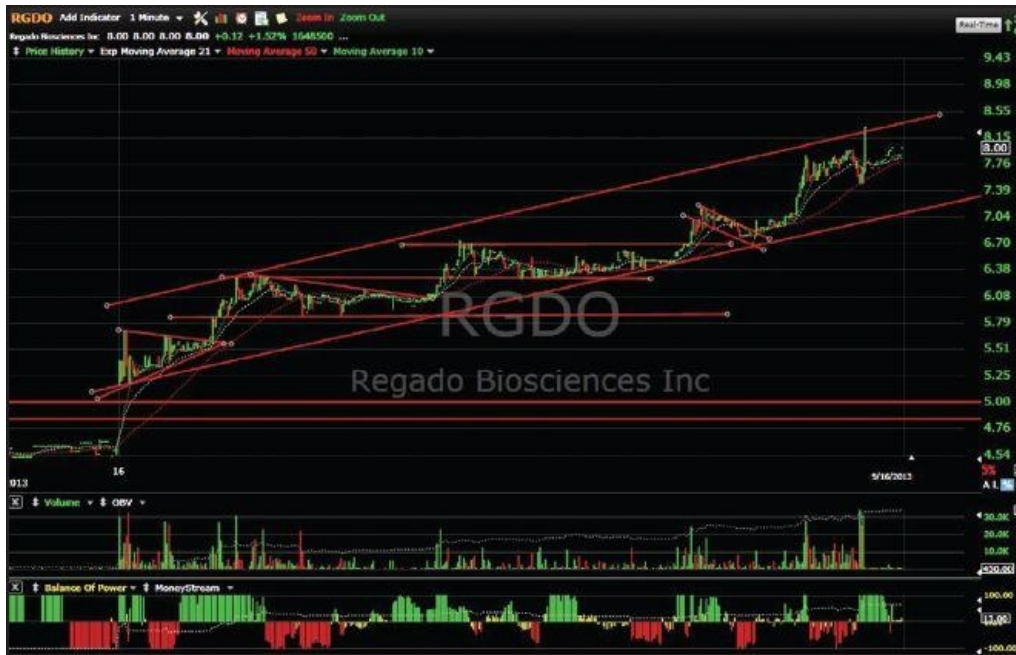 RGDO Add Indicator 1 Minute Zoom In Zoom Out
Real-Time
Regado Biosciences Inc 8.00 8.00 8.00 8.00 +0.12 +1.52% 1648500 ...
Price History Exp Moving Average 21 Moving Average 50 Moving Average 10
9.43
8.98
8.55
8.15
8.00
7.76
7.39
7.04
6.70
6.38
6.08
5.79
5.51
5.25
5.00
4.76
4.54
RGDO
Regado Biosciences Inc
16
9/16/2013
5%
013
A L %
Volume OBV
30.0K
20.0K
10.0K
400.00
Balance Of Power MoneyStream
100.00
-100.00